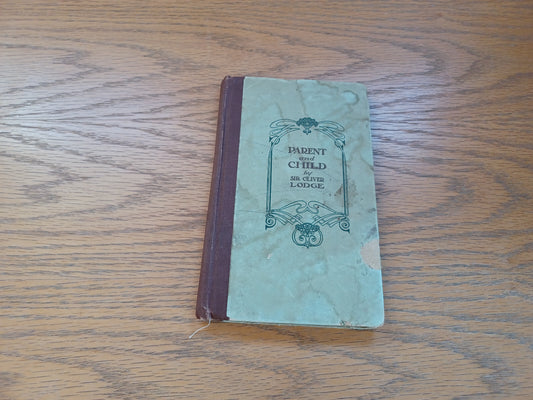 PARENT
and
CHILD
by
SIR OLIVER
LODGE